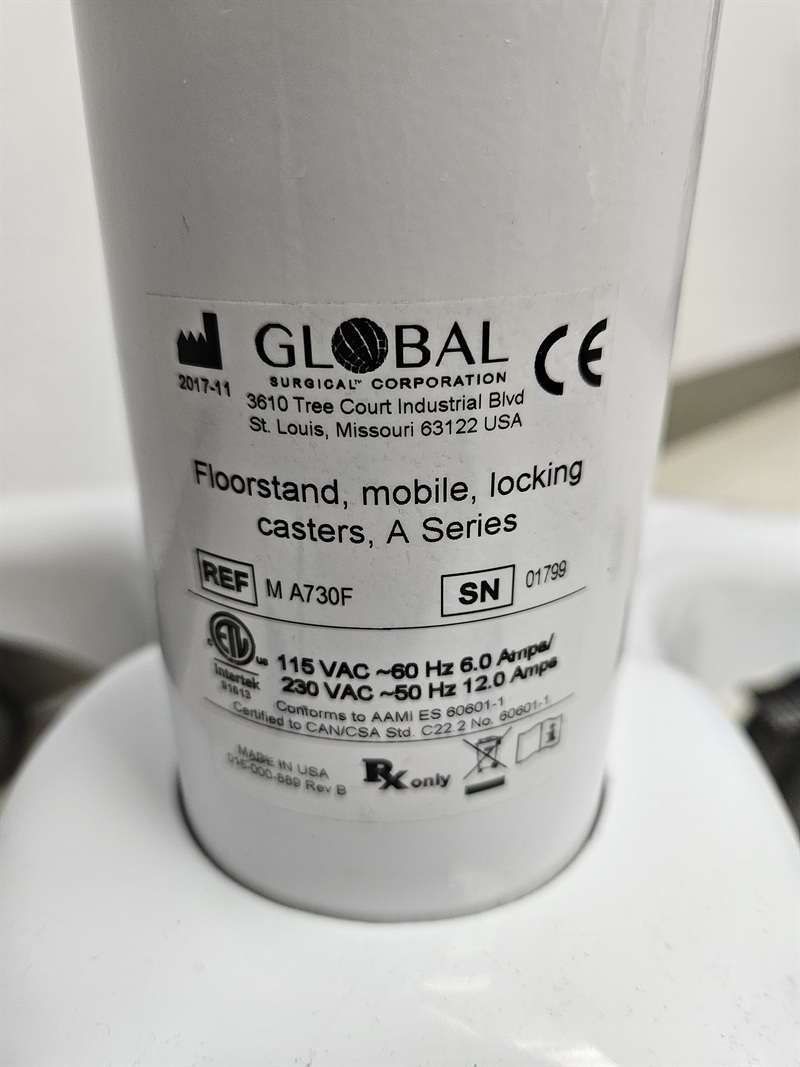 GLOBAL
SURGICAL™ CORPORATION
2017-11
3610 Tree Court Industrial Blvd
St. Louis, Missouri 63122 USA
CE
Floorstand, mobile, locking
casters, A Series
REF M A730F SN 01799
c ETL us
Intertek
91613
115 VAC ~60 Hz 6.0 Amps/
230 VAC ~50 Hz 12.0 Amps
Conforms to AAMI ES 60601-1
Certified to CAN/CSA Std. C22 2 No. 60601-1
MADE IN USA
016-000-889 Rev B
Rx only